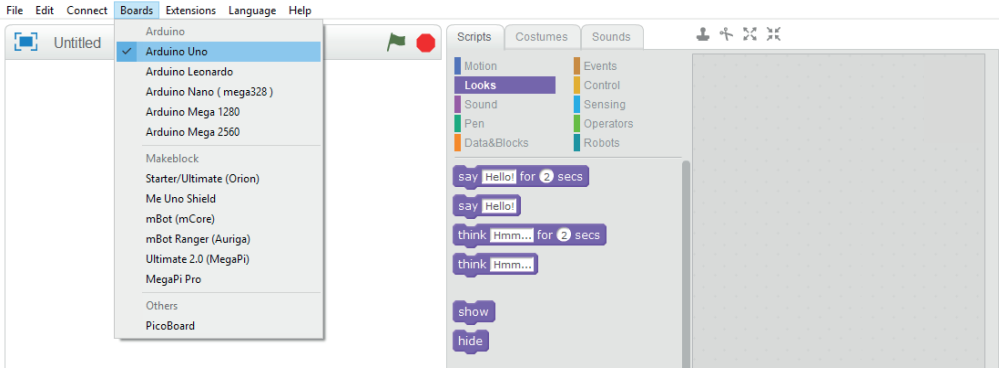 File Edit Connect Boards Extensions Language Help
Untitled
Arduino
Arduino Uno
Arduino Leonardo
Arduino Nano ( mega328 )
Arduino Mega 1280
Arduino Mega 2560
Makeblock
Starter/Ultimate (Orion)
Me Uno Shield
mBot (mCore)
mBot Ranger (Auriga)
Ultimate 2.0 (MegaPi)
MegaPi Pro
Others
PicoBoard
Scripts Costumes Sounds
Motion Events
Looks Control
Sound Sensing
Pen Operators
Data&Blocks Robots
say Hello! for 2 secs
say Hello!
think Hmm... for 2 secs
think Hmm...
show
hide